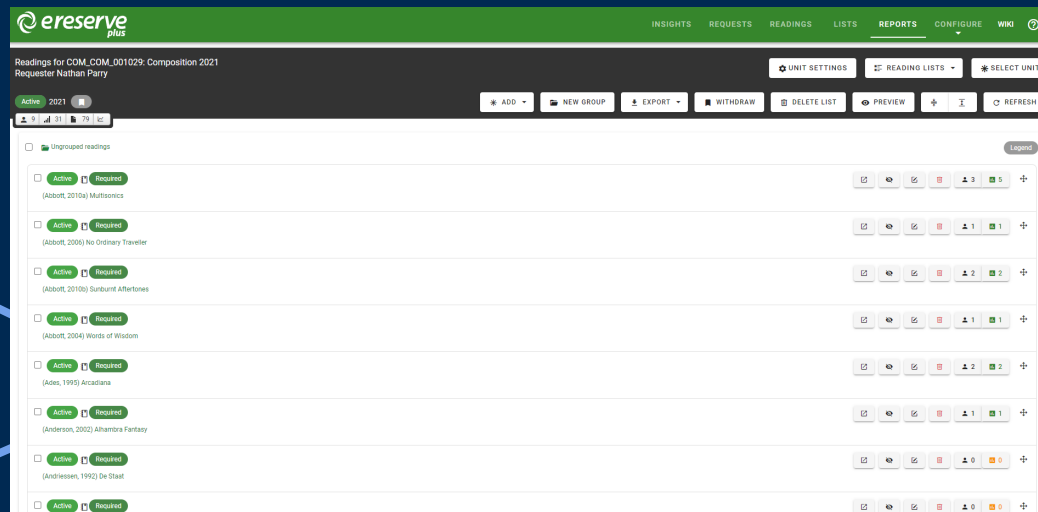 ereserve plus
INSIGHTS REQUESTS READINGS LISTS REPORTS CONFIGURE WIKI
Readings for COM_COM_001029: Composition 2021
Requester Nathan Parry
UNIT SETTINGS READING LISTS SELECT UNIT
Active 2021
ADD NEW GROUP EXPORT WITHDRAW DELETE LIST PREVIEW REFRESH
9 31 79
Ungrouped readings Legend
Active Required 3 5
(Abbott, 2010a) Multisonics
Active Required 1 1
(Abbott, 2006) No Ordinary Traveller
Active Required 2 2
(Abbott, 2010b) Sunburnt Aftertones
Active Required 1 1
(Abbott, 2004) Words of Wisdom
Active Required 2 2
(Ades, 1995) Arcadiana
Active Required 1 1
(Anderson, 2002) Alhambra Fantasy
Active Required 0 0
(Andriessen, 1992) De Staat
Active Required 0 0